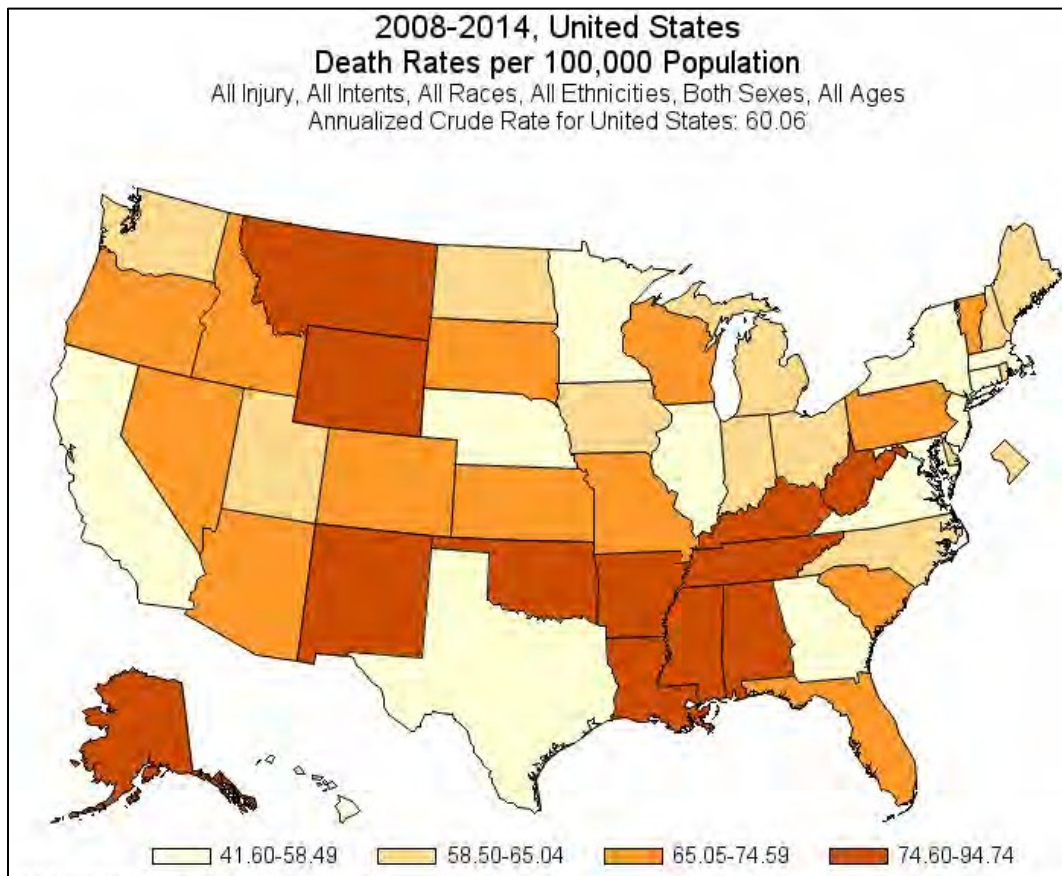 2008-2014, United States
Death Rates per 100,000 Population
All Injury, All Intents, All Races, All Ethnicities, Both Sexes, All Ages
Annualized Crude Rate for United States: 60.06
41.60-58.49 58.50-65.04 65.05-74.59 74.60-94.74